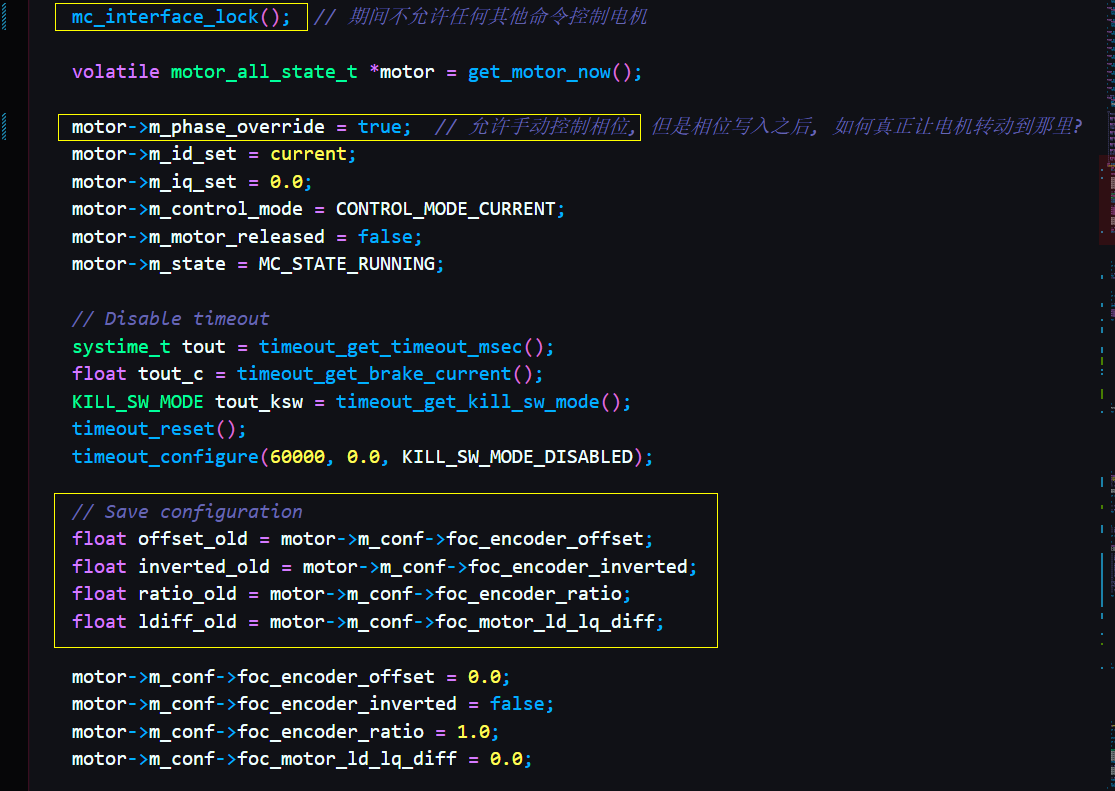 mc_interface_lock(); // 期间不允许任何其他命令控制电机
volatile motor_all_state_t *motor = get_motor_now();
motor->m_phase_override = true; // 允许手动控制相位, 但是相位写入之后, 如何真正让电机转动到那里?
motor->m_id_set = current;
motor->m_iq_set = 0.0;
motor->m_control_mode = CONTROL_MODE_CURRENT;
motor->m_motor_released = false;
motor->m_state = MC_STATE_RUNNING;
// Disable timeout
systime_t tout = timeout_get_timeout_msec();
float tout_c = timeout_get_brake_current();
KILL_SW_MODE tout_ksw = timeout_get_kill_sw_mode();
timeout_reset();
timeout_configure(60000, 0.0, KILL_SW_MODE_DISABLED);
// Save configuration
float offset_old = motor->m_conf->foc_encoder_offset;
float inverted_old = motor->m_conf->foc_encoder_inverted;
float ratio_old = motor->m_conf->foc_encoder_ratio;
float ldiff_old = motor->m_conf->foc_motor_ld_lq_diff;
motor->m_conf->foc_encoder_offset = 0.0;
motor->m_conf->foc_encoder_inverted = false;
motor->m_conf->foc_encoder_ratio = 1.0;
motor->m_conf->foc_motor_ld_lq_diff = 0.0;